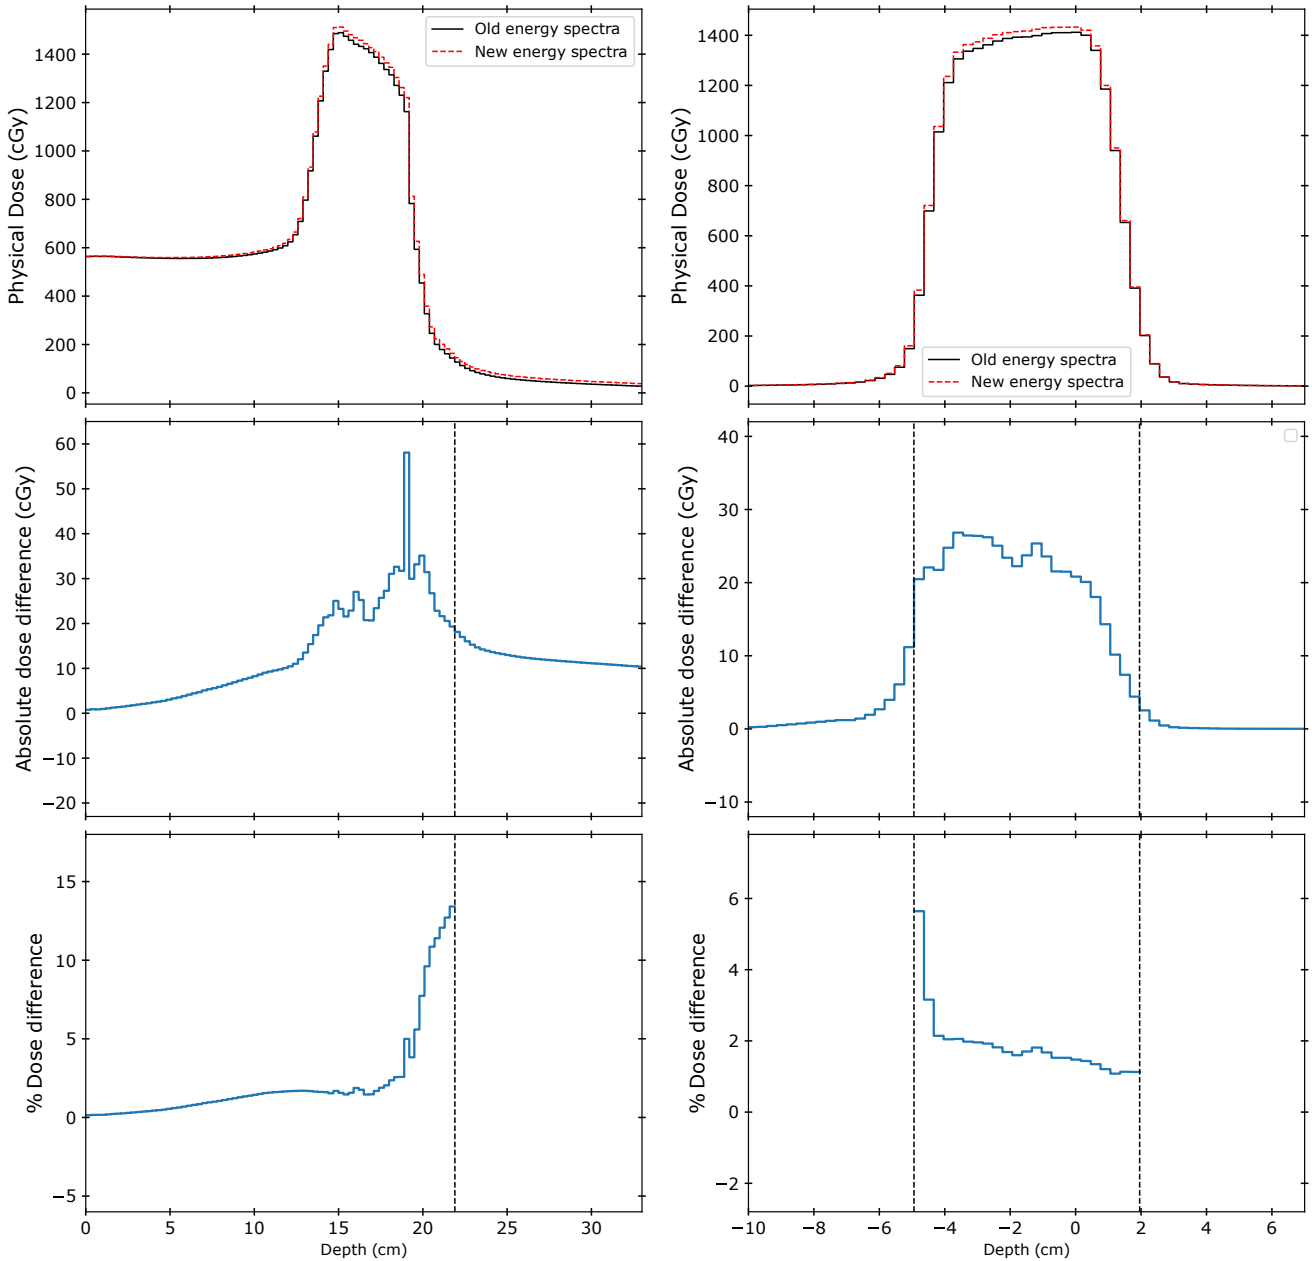 Physical Dose (cGy)
1400
1200
1000
800
600
400
200
0
Old energy spectra
New energy spectra
Physical Dose (cGy)
1400
1200
1000
800
600
400
200
0
Old energy spectra
New energy spectra
Absolute dose difference (cGy)
60
50
40
30
20
10
0
−10
−20
Absolute dose difference (cGy)
40
30
20
10
0
−10
% Dose difference
15
10
5
0
−5
0 5 10 15 20 25 30
Depth (cm)
% Dose difference
6
4
2
0
−2
−10 −8 −6 −4 −2 0 2 4 6
Depth (cm)